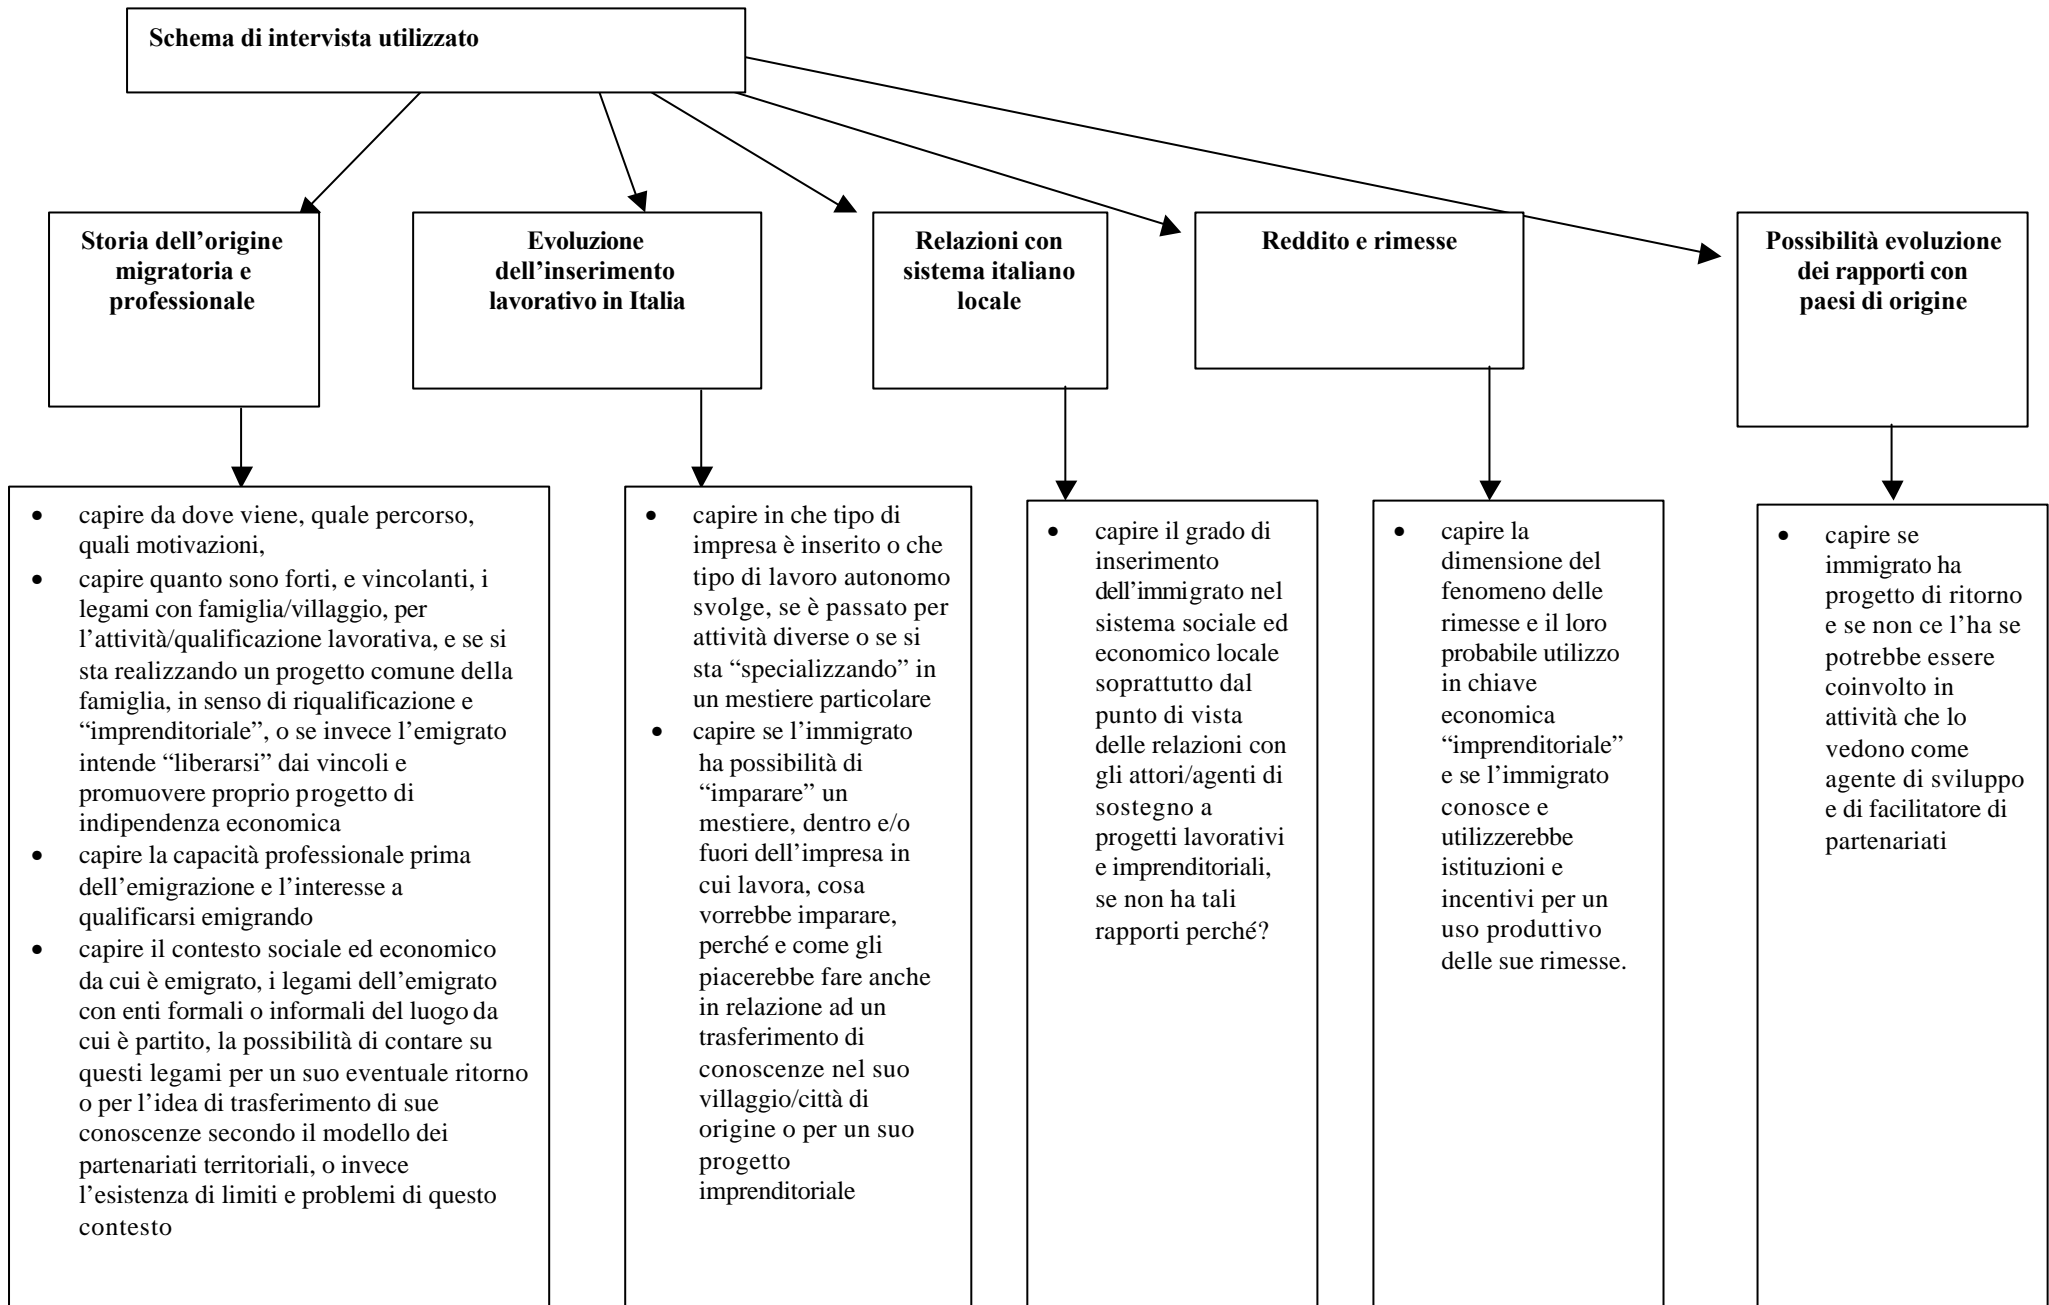 Schema di intervista utilizzato
Storia dell’origine
migratoria e
professionale
Evoluzione
dell’inserimento
lavorativo in Italia
Relazioni con
sistema italiano
locale
Reddito e rimesse
Possibilità evoluzione
dei rapporti con
paesi di origine
• capire da dove viene, quale percorso,
quali motivazioni,
• capire quanto sono forti, e vincolanti, i
legami con famiglia/villaggio, per
l’attività/qualificazione lavorativa, e se si
sta realizzando un progetto comune della
famiglia, in senso di riqualificazione e
“imprenditoriale”, o se invece l’emigrato
intende “liberarsi” dai vincoli e
promuovere proprio progetto di
indipendenza economica
• capire la capacità professionale prima
dell’emigrazione e l’interesse a
qualificarsi emigrando
• capire il contesto sociale ed economico
da cui è emigrato, i legami dell’emigrato
con enti formali o informali del luogo da
cui è partito, la possibilità di contare su
questi legami per un suo eventuale ritorno
o per l’idea di trasferimento di sue
conoscenze secondo il modello dei
partenariati territoriali, o invece
l’esistenza di limiti e problemi di questo
contesto
• capire in che tipo di
impresa è inserito o che
tipo di lavoro autonomo
svolge, se è passato per
attività diverse o se si
sta “specializzando” in
un mestiere particolare
• capire se l’immigrato
ha possibilità di
“imparare” un
mestiere, dentro e/o
fuori dell’impresa in
cui lavora, cosa
vorrebbe imparare,
perché e come gli
piacerebbe fare anche
in relazione ad un
trasferimento di
conoscenze nel suo
villaggio/città di
origine o per un suo
progetto
imprenditoriale
• capire il grado di
inserimento
dell’immigrato nel
sistema sociale ed
economico locale
soprattutto dal
punto di vista
delle relazioni con
gli attori/agenti di
sostegno a
progetti lavorativi
e imprenditoriali,
se non ha tali
rapporti perché?
• capire la
dimensione del
fenomeno delle
rimesse e il loro
probabile utilizzo
in chiave
economica
“imprenditoriale”
e se l’immigrato
conosce e
utilizzerebbe
istituzioni e
incentivi per un
uso produttivo
delle sue rimesse.
• capire se
immigrato ha
progetto di ritorno
e se non ce l’ha se
potrebbe essere
coinvolto in
attività che lo
vedono come
agente di sviluppo
e di facilitatore di
partenariati